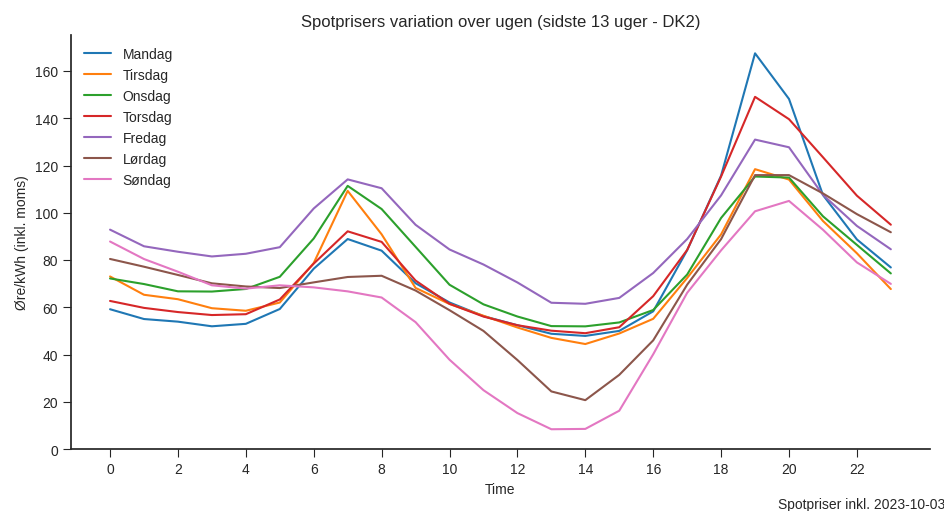 Spotprisers variation over ugen (sidste 13 uger - DK2)
Mandag
Tirsdag
Onsdag
Torsdag
Fredag
Lørdag
Søndag
Øre/kWh (inkl. moms)
160
140
120
100
80
60
40
20
0
0 2 4 6 8 10 12 14 16 18 20 22
Time
Spotpriser inkl. 2023-10-03